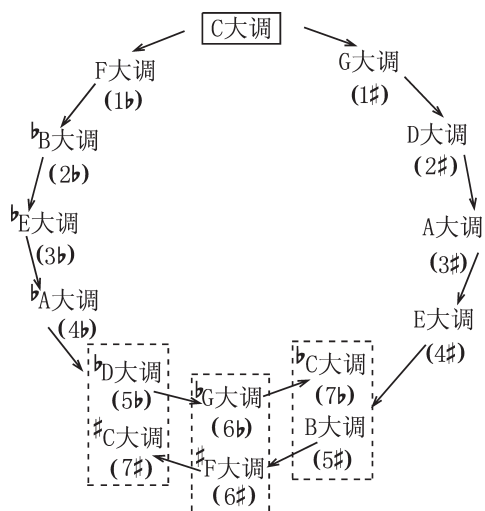 C大调
F大调
(1♭)
♭B大调
(2♭)
♭E大调
(3♭)
♭A大调
(4♭)
♭D大调
(5♭)
♯C大调
(7♯)
♭G大调
(6♭)
♯F大调
(6♯)
♭C大调
(7♭)
B大调
(5♯)
G大调
(1♯)
D大调
(2♯)
A大调
(3♯)
E大调
(4♯)